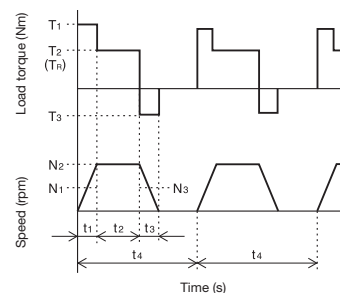 Load torque (Nm)
T1
T2
(TR)
T3
Speed (rpm)
N2
N1
N3
t1
t2
t3
t4
t4
Time (s)